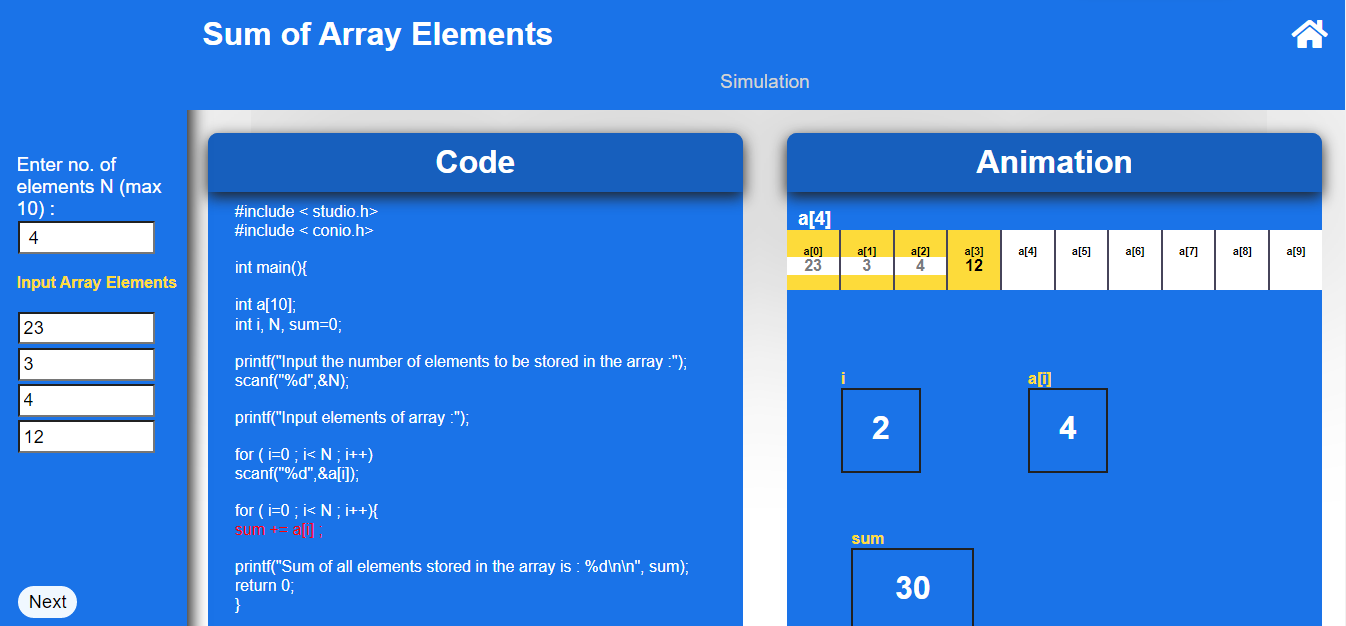 Sum of Array Elements
Simulation
Enter no. of
elements N (max
10) :
4
Input Array Elements
23
3
4
12
Next
Code
#include < studio.h>
#include < conio.h>
int main(){
int a[10];
int i, N, sum=0;
printf("Input the number of elements to be stored in the array :");
scanf("%d",&N);
printf("Input elements of array :");
for ( i=0 ; i< N ; i++)
scanf("%d",&a[i]);
for ( i=0 ; i< N ; i++){
sum += a[i] ;
printf("Sum of all elements stored in the array is : %d\n\n", sum);
return 0;
}
Animation
a[4]
a[0] a[1] a[2] a[3] a[4] a[5] a[6] a[7] a[8] a[9]
23 3 4 12
i a[i]
2 4
sum
30